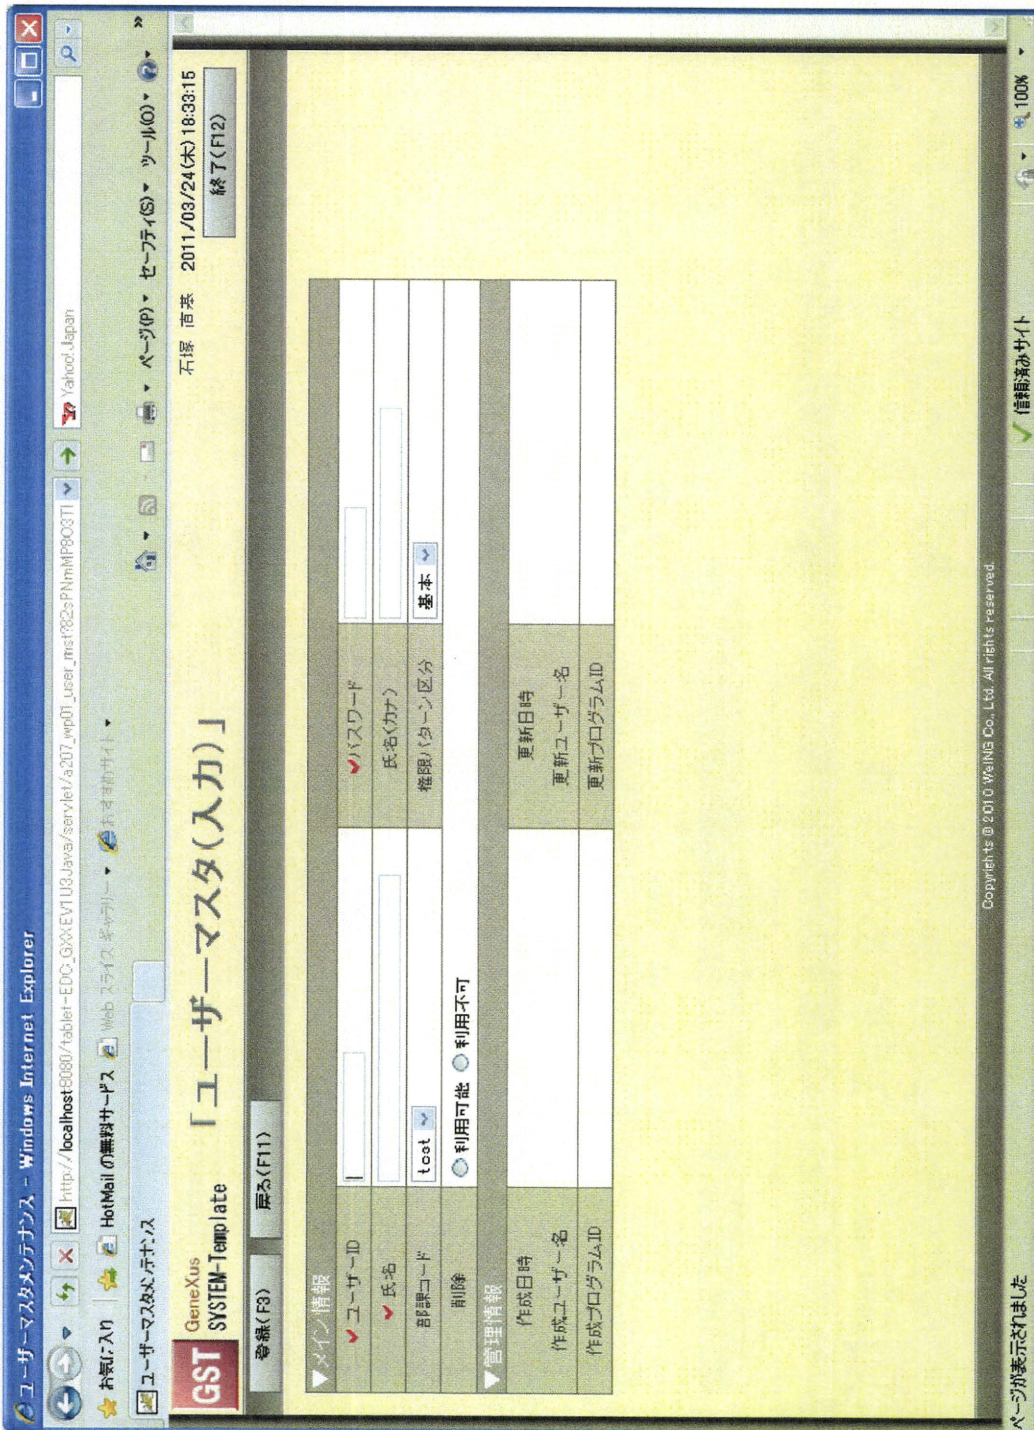 ユーザーマスタメンテナンス - Windows Internet Explorer
http://localhost:8080/tablet-EDC_GXXEV1U3Java/servlet/a207_wp01_user_mst?82sPNmMP8O3Tl
Yahoo! Japan
お気に入り HotMail の無料サービス Web スライス ギャラリー おすすめサイト
ユーザーマスタメンテナンス
ページ(P) セーフティ(S) ツール(O)
GST GeneXus
SYSTEM-Template
「ユーザーマスタ(入力)」
石塚 直基 2011/03/24(木) 18:33:15
終了(F12)
登録(F3) 戻る(F11)
▼メイン情報
ユーザーID パスワード
氏名 氏名(カナ)
部課コード test 権限パターン区分 基本
削除 利用可能 利用不可
▼管理情報
作成日時 更新日時
作成ユーザー名 更新ユーザー名
作成プログラムID 更新プログラムID
Copyrights © 2010 WeING Co., Ltd. All rights reserved.
ページが表示されました 信頼済みサイト 100%